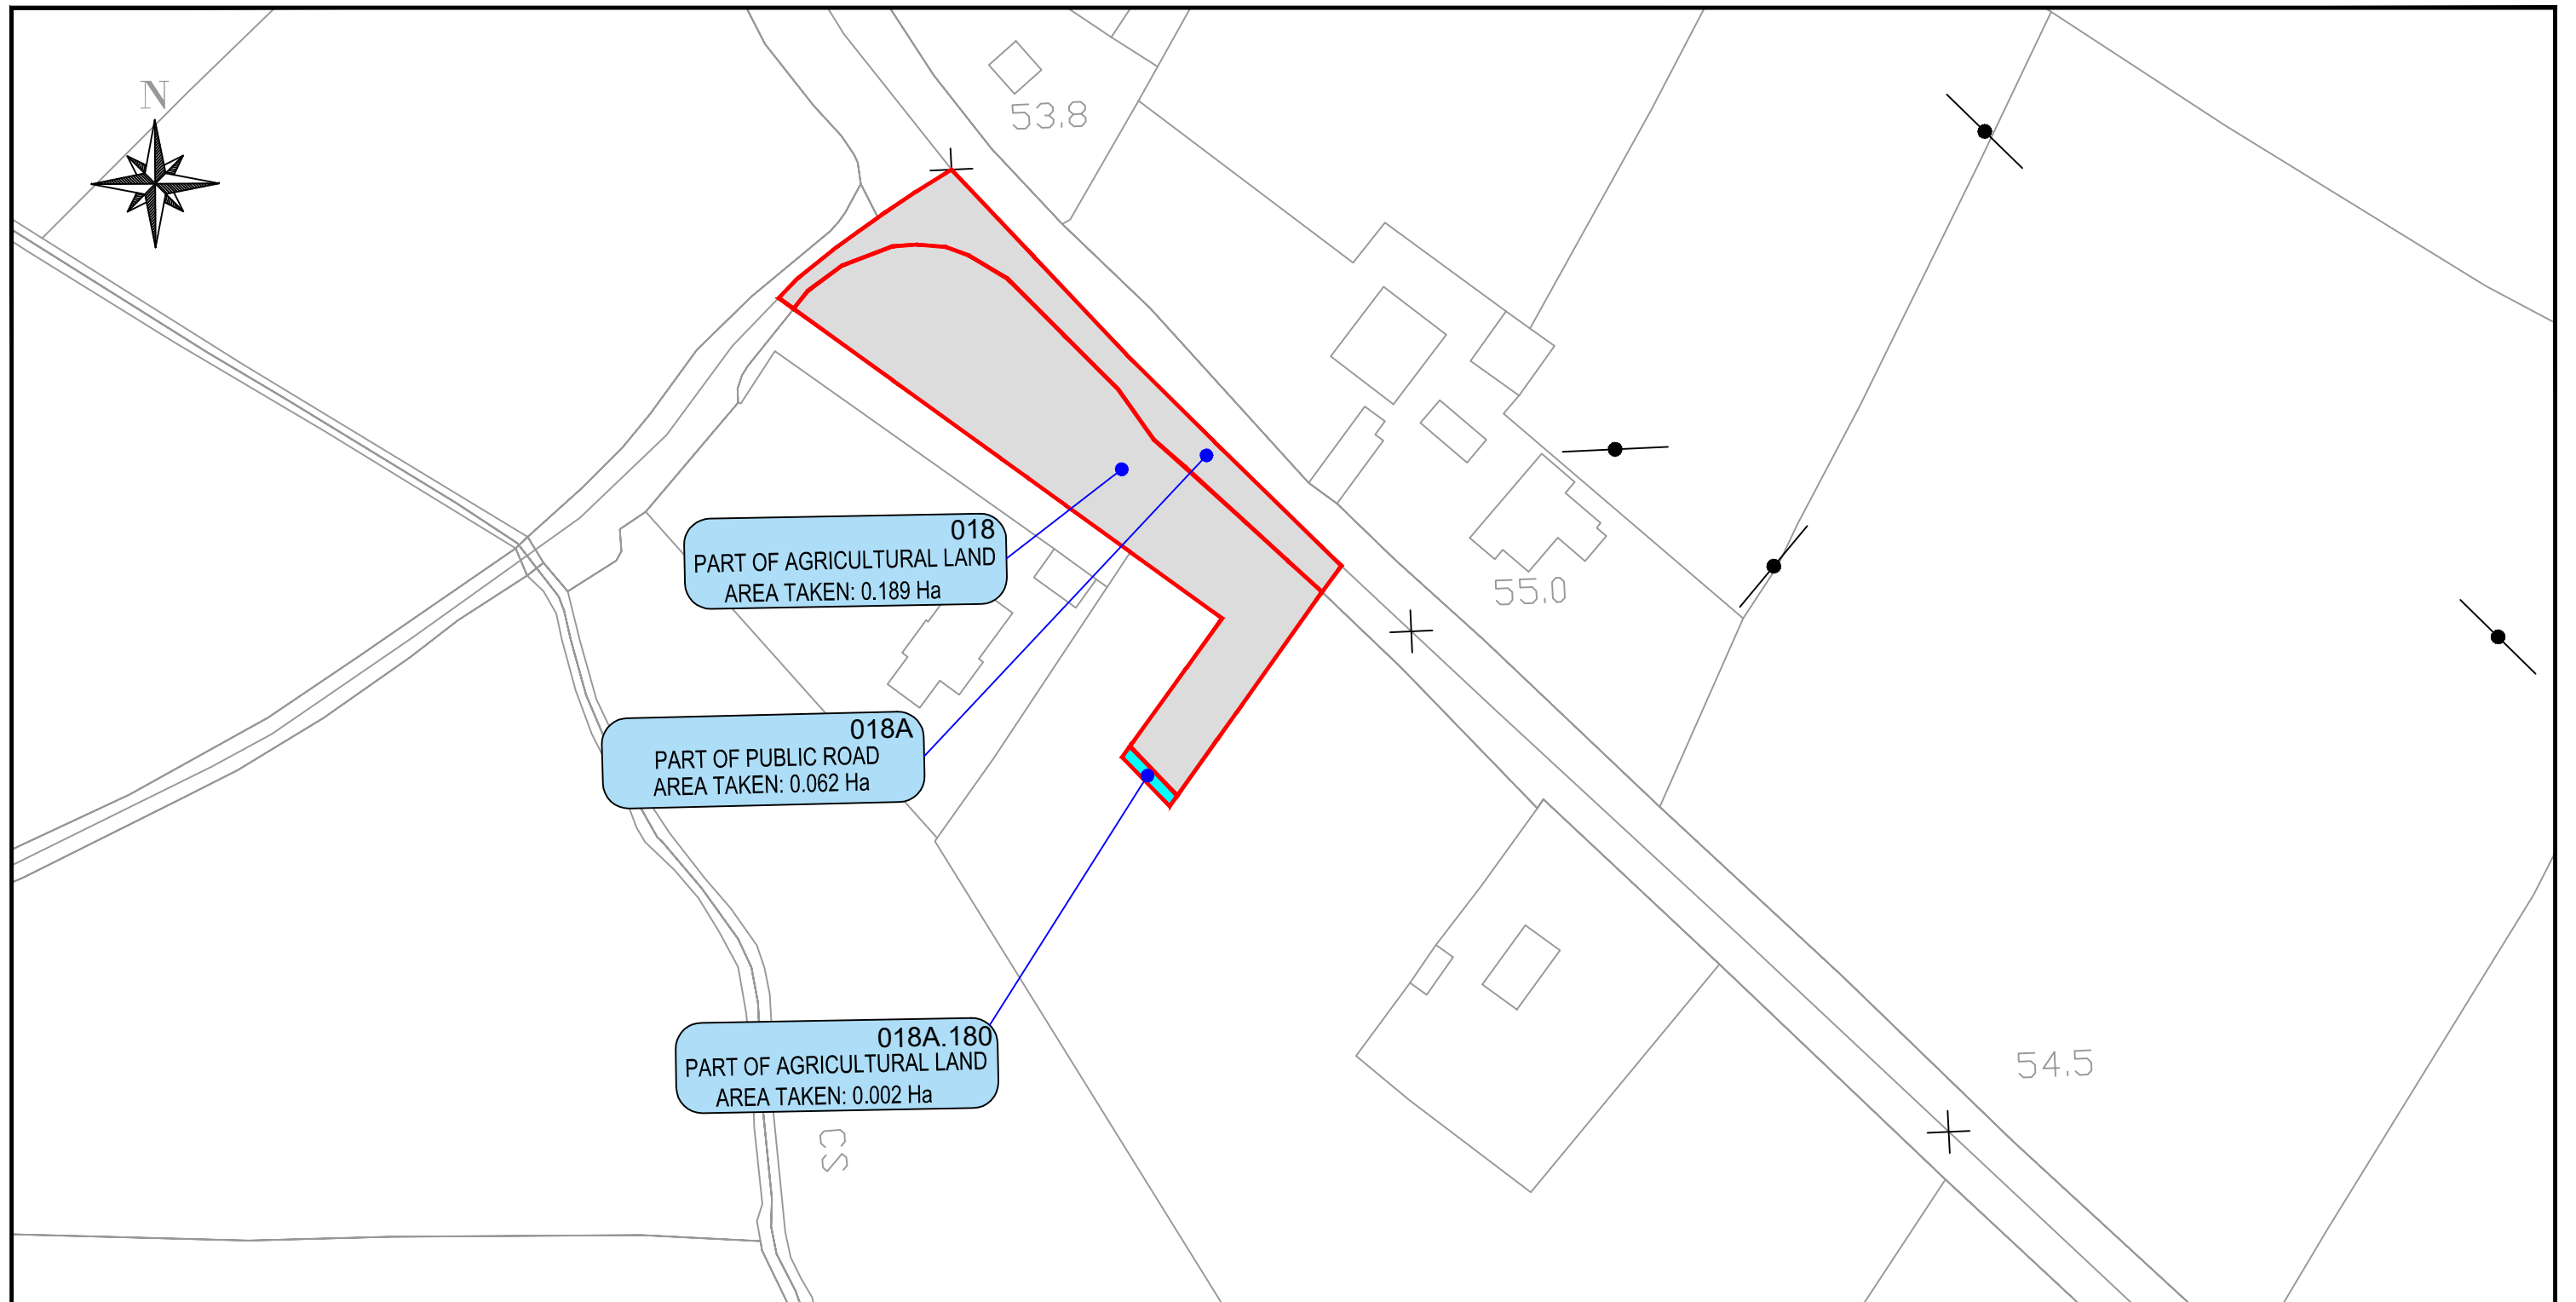 N
53.8
018
PART OF AGRICULTURAL LAND
AREA TAKEN: 0.189 Ha
55.0
018A
PART OF PUBLIC ROAD
AREA TAKEN: 0.062 Ha
018A.180
PART OF AGRICULTURAL LAND
AREA TAKEN: 0.002 Ha
54.5
CS